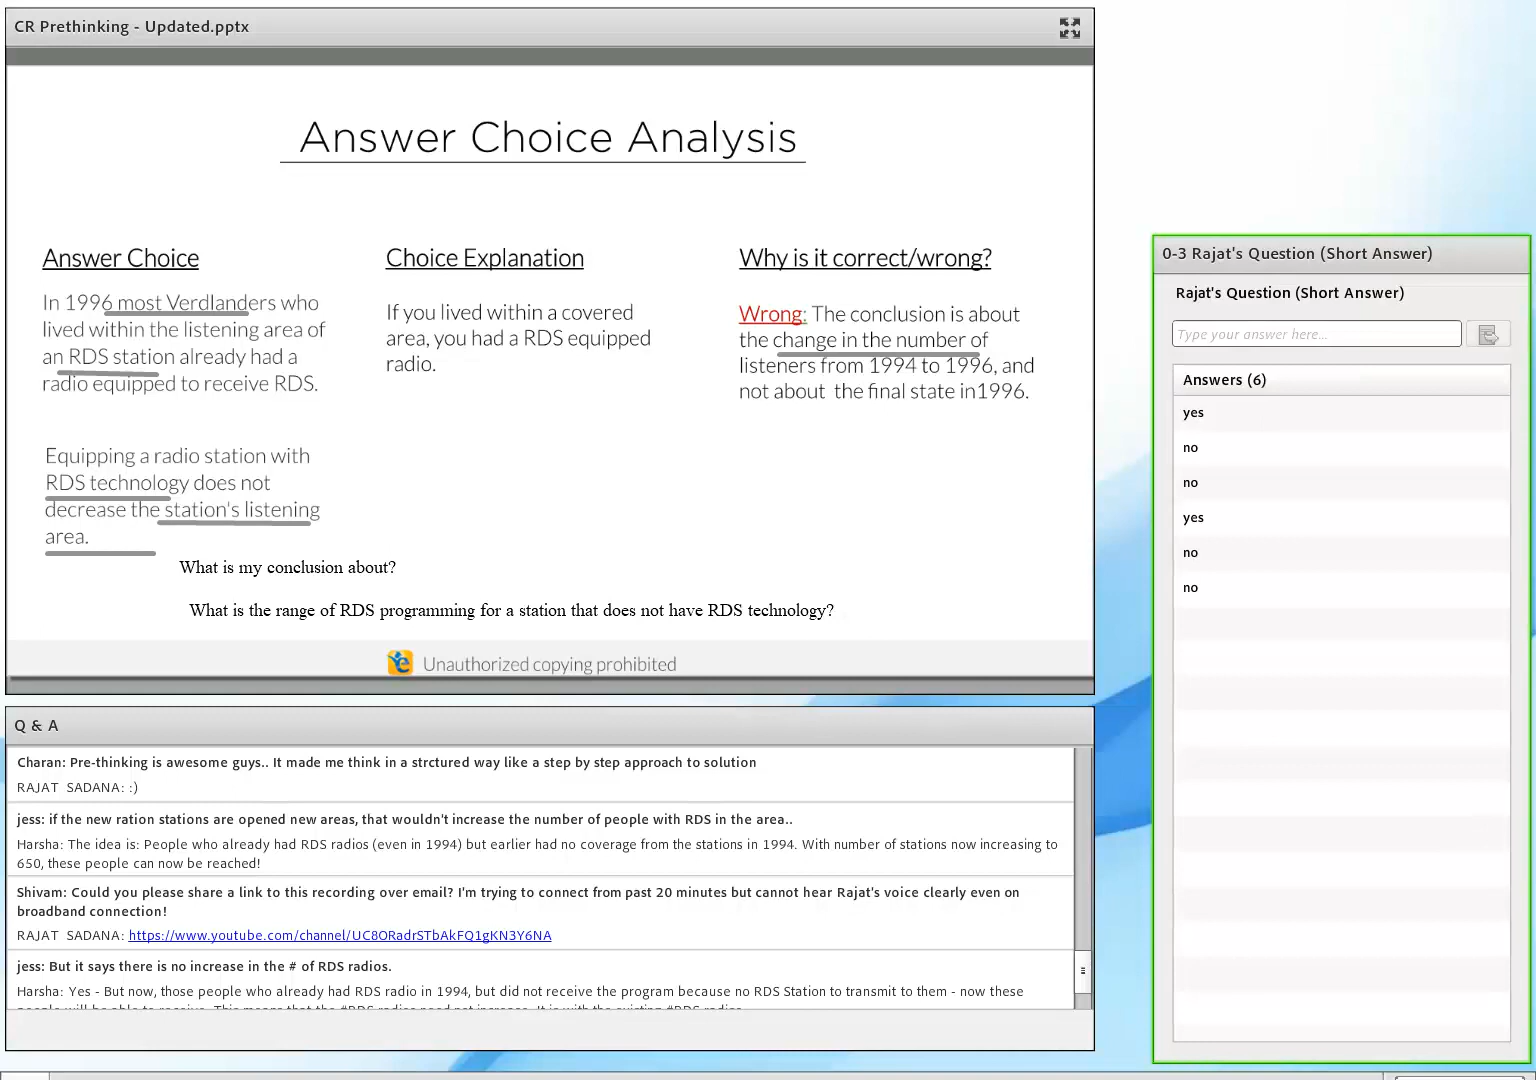 CR Prethinking - Updated.pptx
Answer Choice Analysis
Answer Choice
In 1996 most Verdlanders who
lived within the listening area of
an RDS station already had a
radio equipped to receive RDS.
Equipping a radio station with
RDS technology does not
decrease the station's listening
area.
Choice Explanation
If you lived within a covered
area, you had a RDS equipped
radio.
Why is it correct/wrong?
Wrong: The conclusion is about
the change in the number of
listeners from 1994 to 1996, and
not about the final state in1996.
What is my conclusion about?
What is the range of RDS programming for a station that does not have RDS technology?
Unauthorized copying prohibited
Q & A
Charan: Pre-thinking is awesome guys.. It made me think in a strctured way like a step by step approach to solution
RAJAT SADANA: :)
jess: if the new ration stations are opened new areas, that wouldn't increase the number of people with RDS in the area..
Harsha: The idea is: People who already had RDS radios (even in 1994) but earlier had no coverage from the stations in 1994. With number of stations now increasing to
650, these people can now be reached!
Shivam: Could you please share a link to this recording over email? I'm trying to connect from past 20 minutes but cannot hear Rajat's voice clearly even on
broadband connection!
RAJAT SADANA: https://www.youtube.com/channel/UC8ORadrSTbAkFQ1gKN3Y6NA
jess: But it says there is no increase in the # of RDS radios.
Harsha: Yes - But now, those people who already had RDS radio in 1994, but did not receive the program because no RDS Station to transmit to them - now these
0-3 Rajat's Question (Short Answer)
Rajat's Question (Short Answer)
Type your answer here...
Answers (6)
yes
no
no
yes
no
no